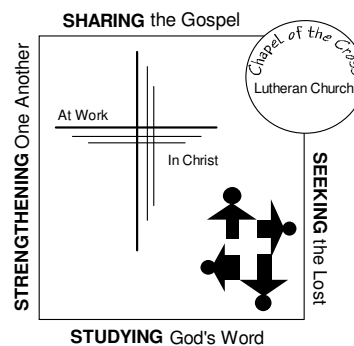 SHARING the Gospel
Chapel of the Cross
Lutheran Church
At Work
In Christ
STRENGTHENING One Another
SEEKING the Lost
STUDYING God's Word